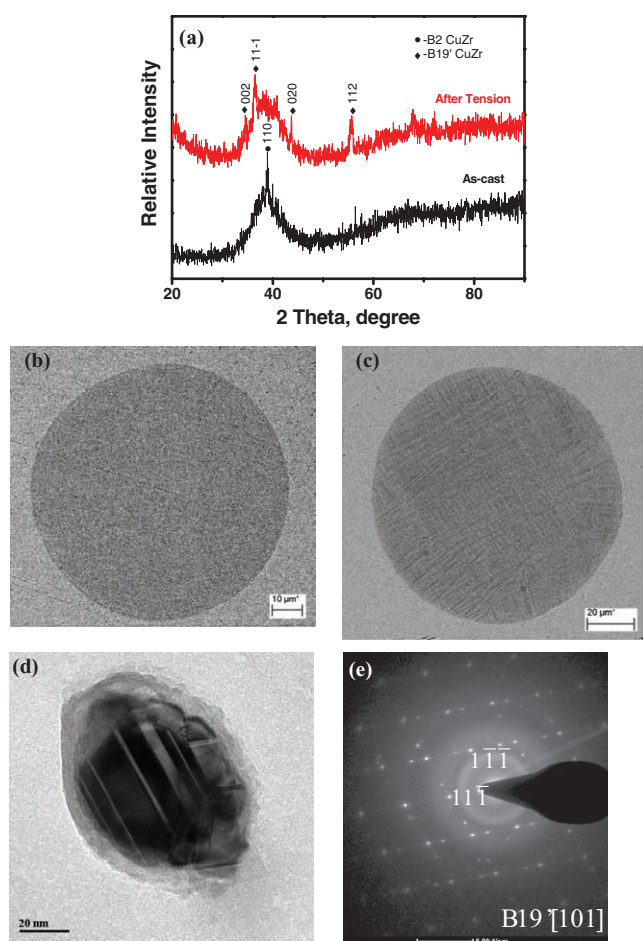 (a)
-B2 CuZr
-B19' CuZr
002
11-1
110
020
112
After Tension
As-cast
Relative Intensity
20 40 60 80
2 Theta, degree
(b)
10 µm*
(c)
20 µm*
(d)
20 nm
(e)
1 1̅ 1̅
1 1 1̅
B19'[101]